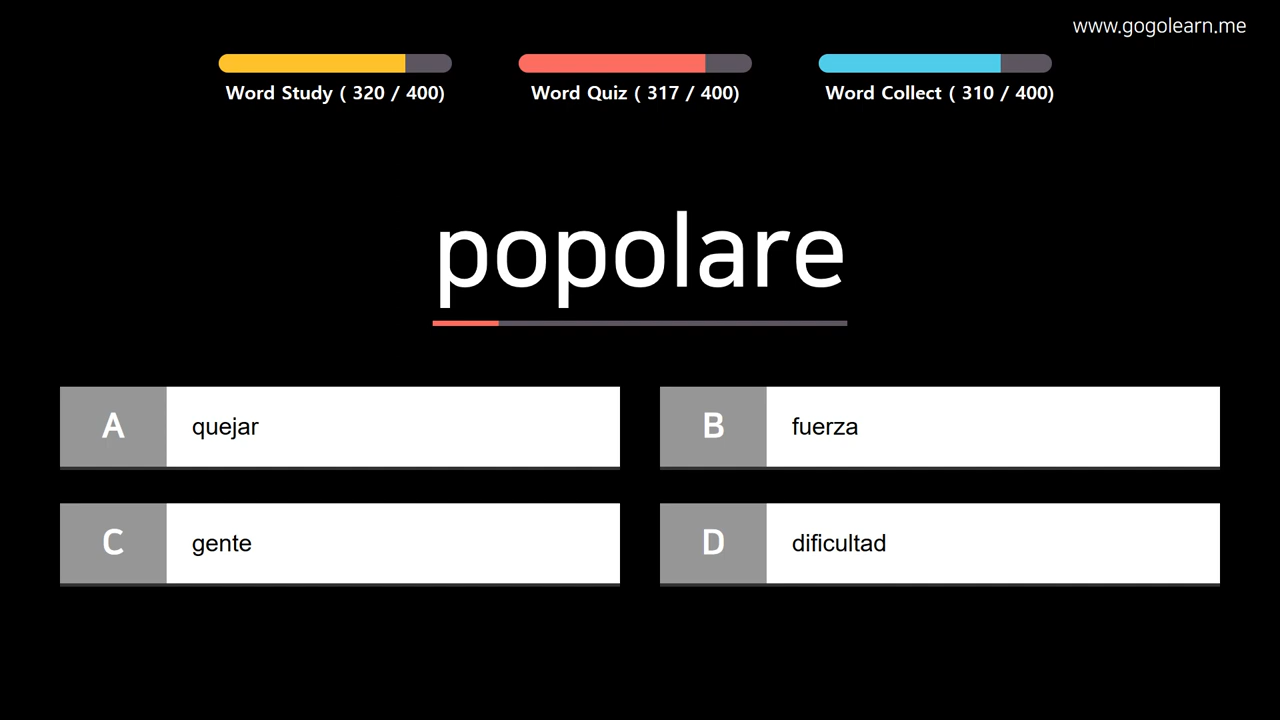 www.gogolearn.me
Word Study ( 320 / 400)
Word Quiz ( 317 / 400)
Word Collect ( 310 / 400)
popolare
A quejar
B fuerza
C gente
D dificultad